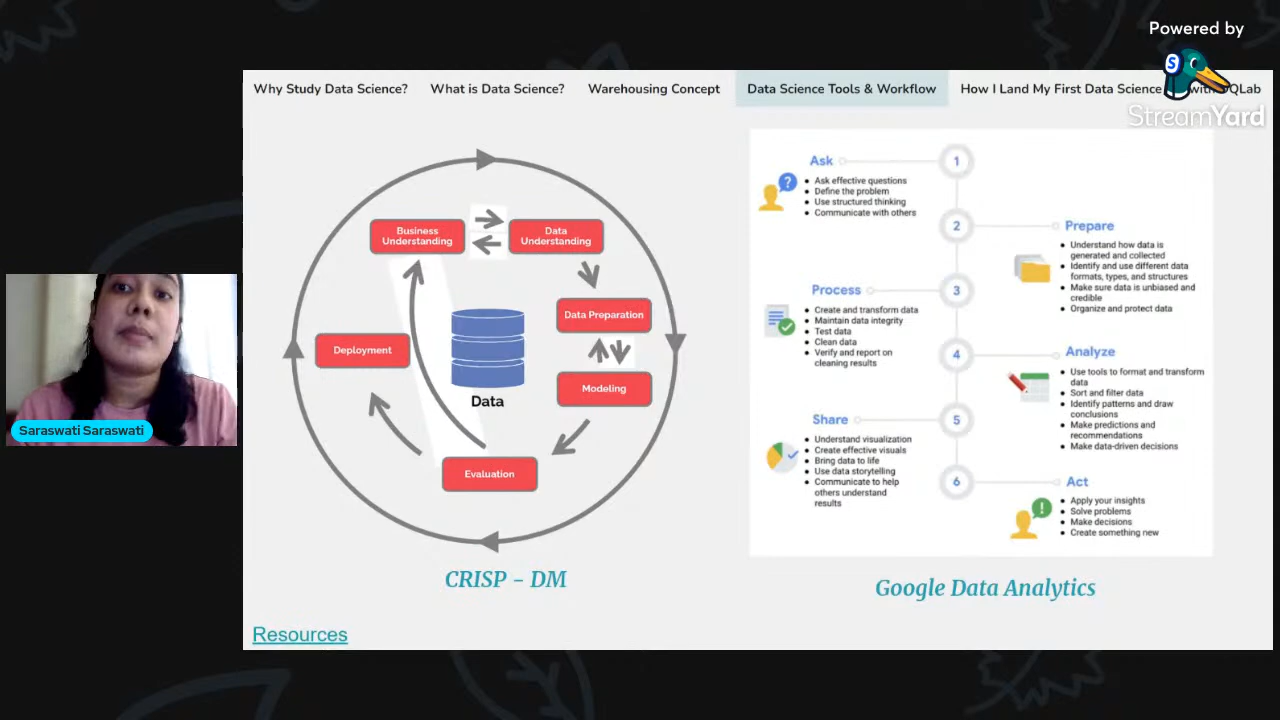 Powered by
StreamYard
Why Study Data Science?
What is Data Science?
Warehousing Concept
Data Science Tools & Workflow
How I Land My First Data Science
with
QLab
Business
Understanding
Data
Understanding
Data Preparation
Modeling
Evaluation
Deployment
Data
CRISP - DM
Ask
1
• Ask effective questions
• Define the problem
• Use structured thinking
• Communicate with others
2
Prepare
• Understand how data is
generated and collected
• Identify and use different data
formats, types, and structures
• Make sure data is unbiased and
credible
• Organize and protect data
Process
3
• Create and transform data
• Maintain data integrity
• Test data
• Clean data
• Verify and report on
cleaning results
4
Analyze
• Use tools to format and transform
data
• Sort and filter data
• Identify patterns and draw
conclusions
• Make predictions and
recommendations
• Make data-driven decisions
Share
5
• Understand visualization
• Create effective visuals
• Bring data to life
• Use data storytelling
• Communicate to help
others understand
results
6
Act
• Apply your insights
• Solve problems
• Make decisions
• Create something new
Google Data Analytics
Resources
Saraswati Saraswati